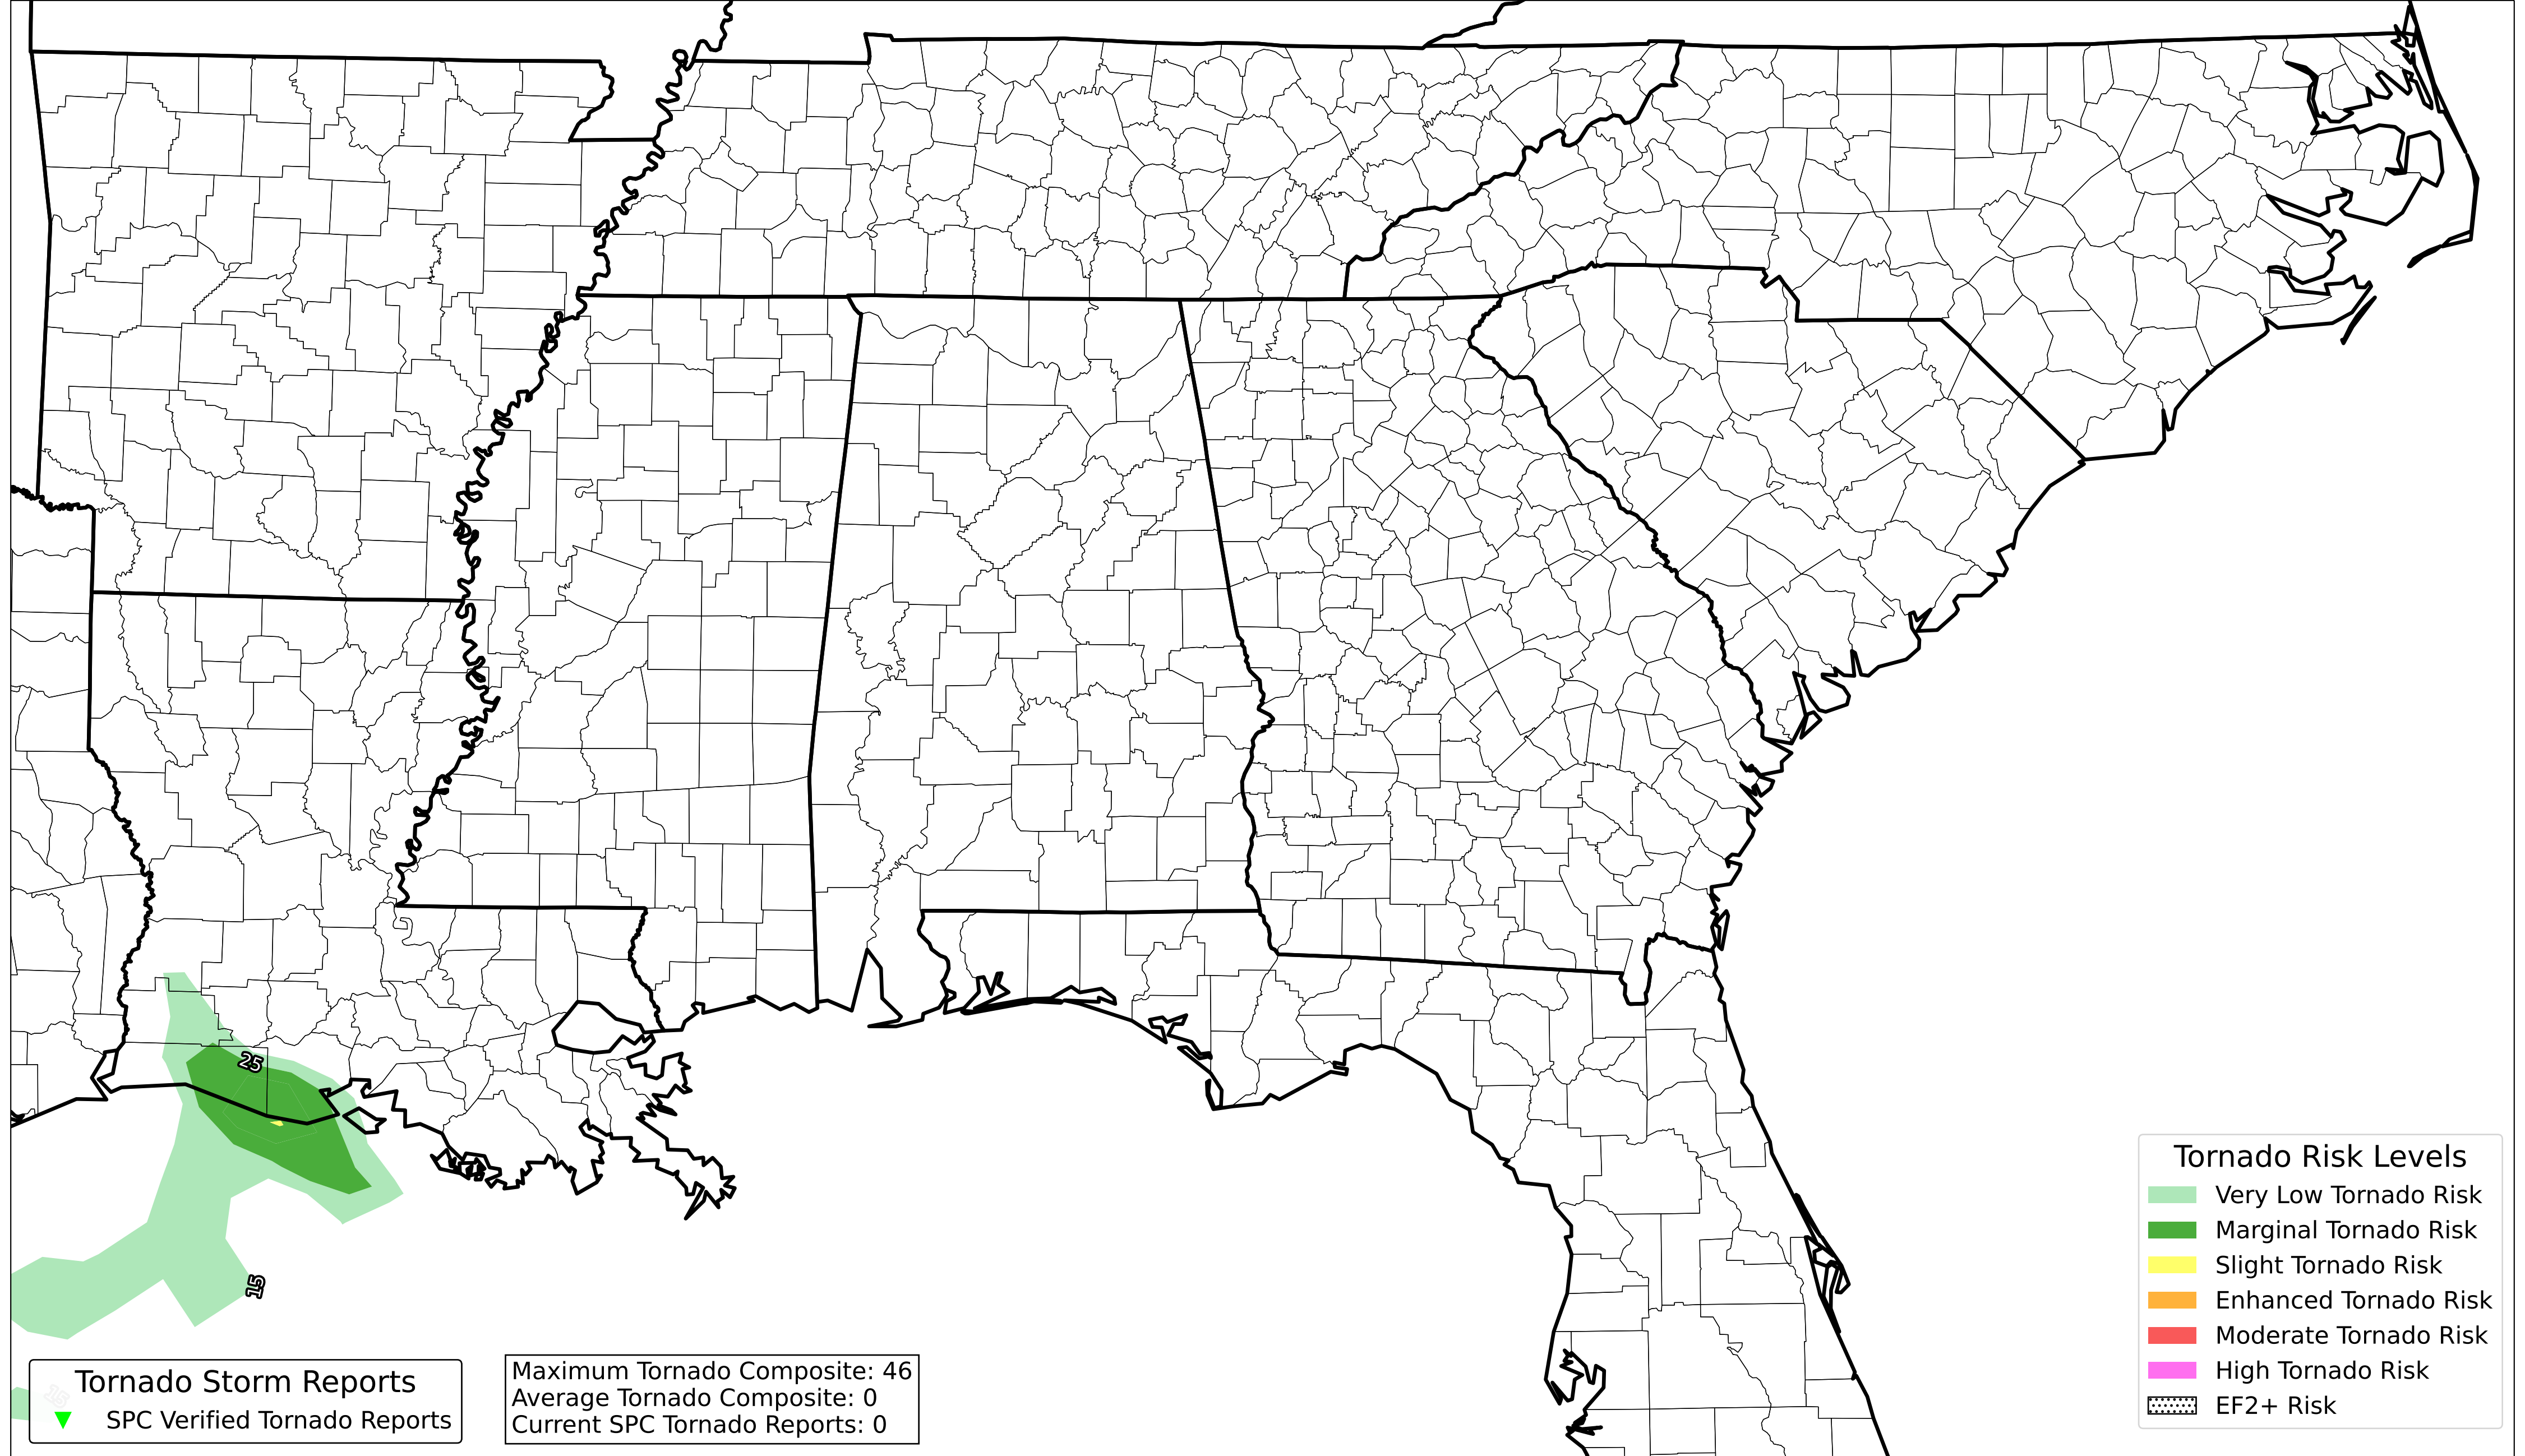 25
15
15
Tornado Storm Reports
SPC Verified Tornado Reports
Maximum Tornado Composite: 46
Average Tornado Composite: 0
Current SPC Tornado Reports: 0
Tornado Risk Levels
Very Low Tornado Risk
Marginal Tornado Risk
Slight Tornado Risk
Enhanced Tornado Risk
Moderate Tornado Risk
High Tornado Risk
EF2+ Risk